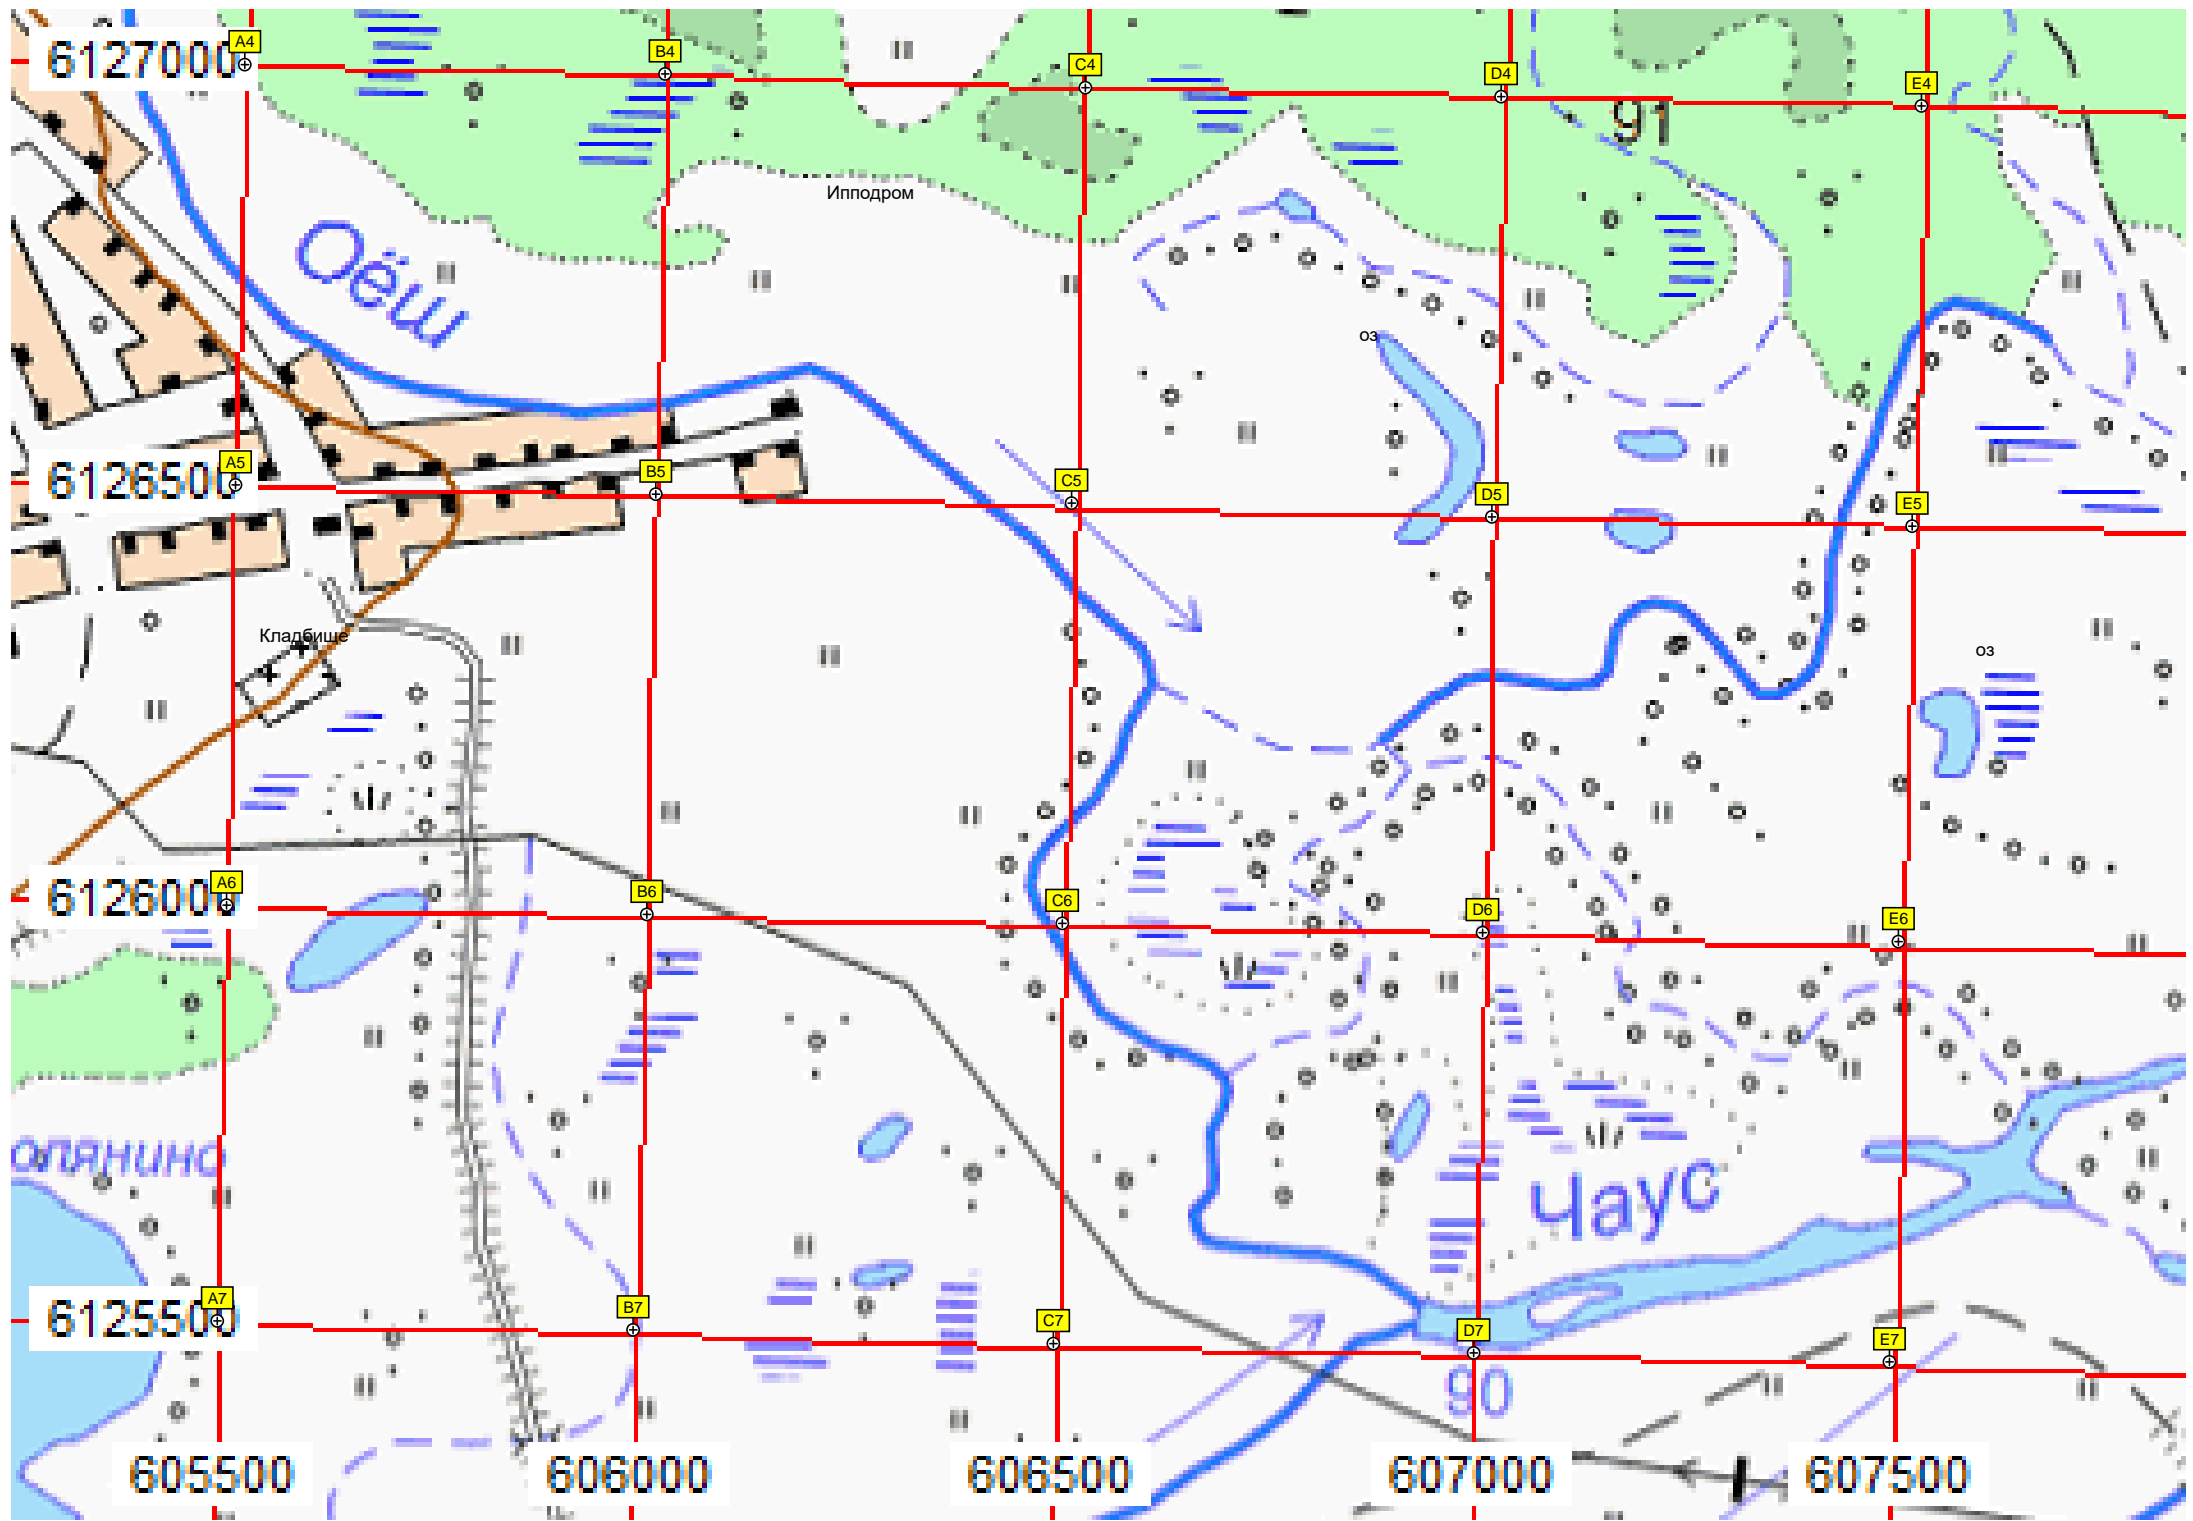 A4
B4
C4
D4
E4
6127000
91
Ипподром
Оёш
оз
A5
B5
C5
D5
E5
6126500
Кладбище
оз
A6
B6
C6
D6
E6
6126000
олянино
Чаус
A7
B7
C7
D7
E7
6125500
90
605500
606000
606500
607000
607500